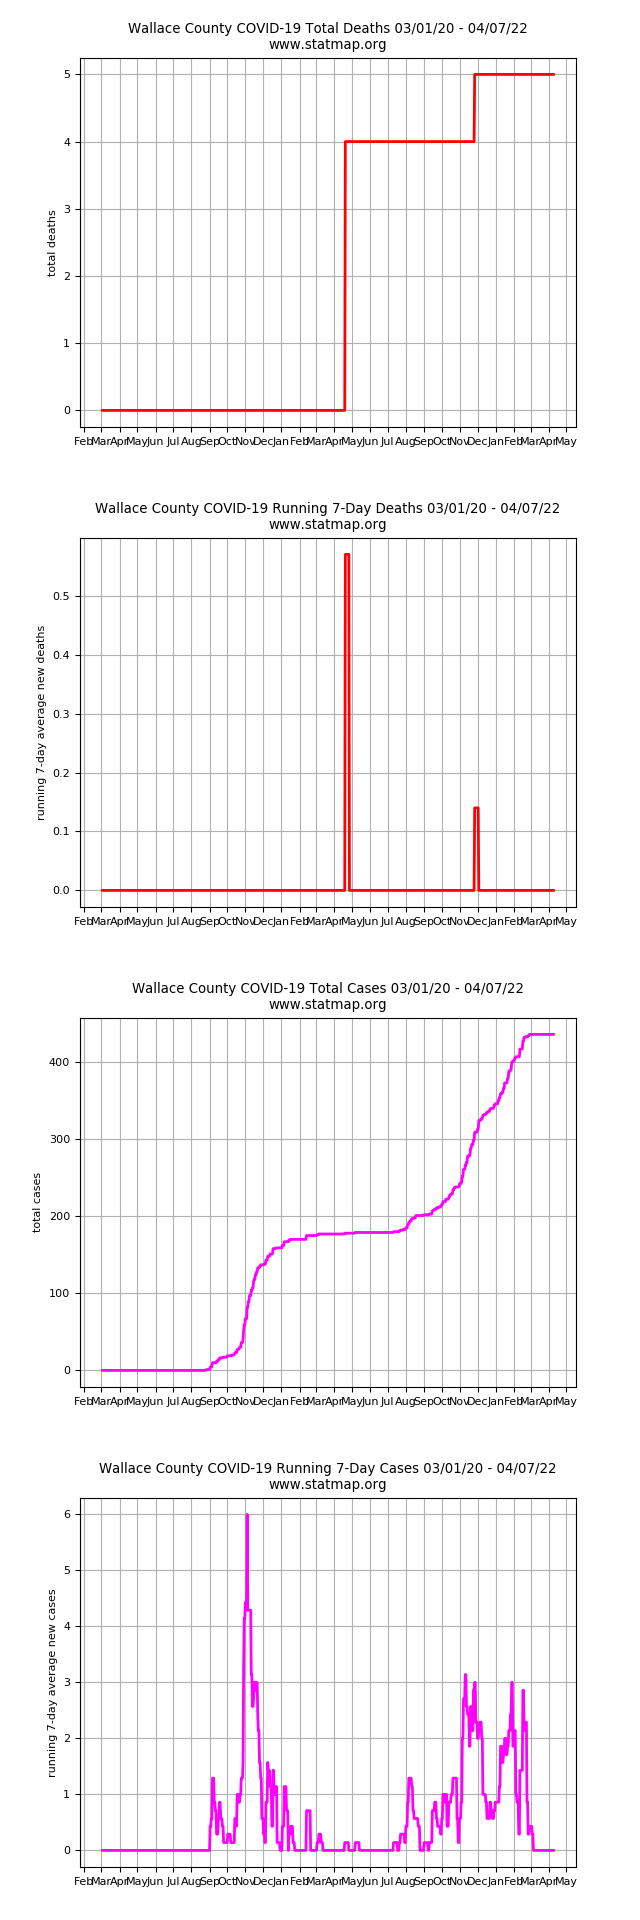 Wallace County COVID-19 Total Deaths 03/01/20 - 04/07/22
www.statmap.org
5
4
3
2
1
0
total deaths
Feb Mar Apr May Jun Jul Aug Sep Oct Nov Dec Jan Feb Mar Apr May Jun Jul Aug Sep Oct Nov Dec Jan Feb Mar Apr May
Wallace County COVID-19 Running 7-Day Deaths 03/01/20 - 04/07/22
www.statmap.org
0.5
0.4
0.3
0.2
0.1
0.0
running 7-day average new deaths
Feb Mar Apr May Jun Jul Aug Sep Oct Nov Dec Jan Feb Mar Apr May Jun Jul Aug Sep Oct Nov Dec Jan Feb Mar Apr May
Wallace County COVID-19 Total Cases 03/01/20 - 04/07/22
www.statmap.org
400
300
200
100
0
total cases
Feb Mar Apr May Jun Jul Aug Sep Oct Nov Dec Jan Feb Mar Apr May Jun Jul Aug Sep Oct Nov Dec Jan Feb Mar Apr May
Wallace County COVID-19 Running 7-Day Cases 03/01/20 - 04/07/22
www.statmap.org
6
5
4
3
2
1
0
running 7-day average new cases
Feb Mar Apr May Jun Jul Aug Sep Oct Nov Dec Jan Feb Mar Apr May Jun Jul Aug Sep Oct Nov Dec Jan Feb Mar Apr May